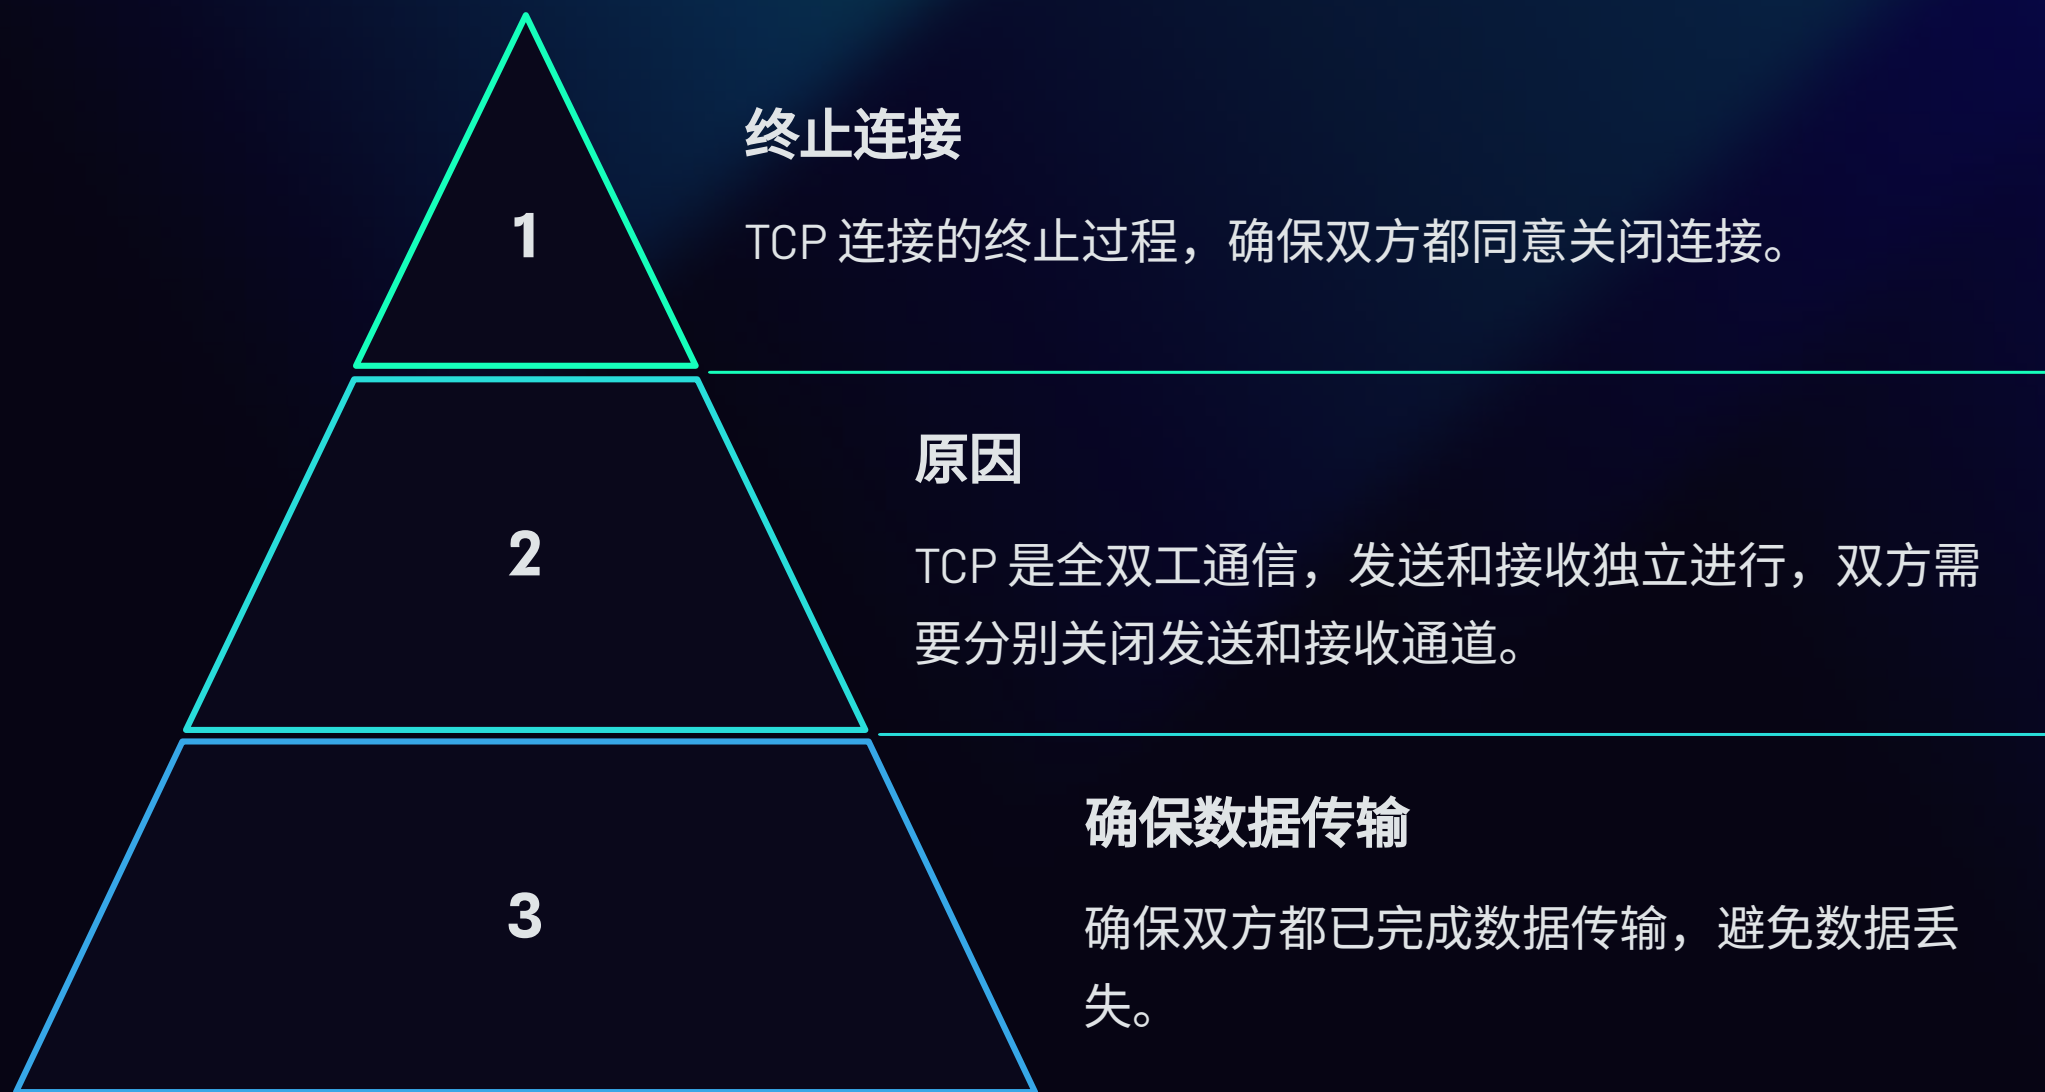 1
终止连接
TCP 连接的终止过程，确保双方都同意关闭连接。
2
原因
TCP 是全双工通信，发送和接收独立进行，双方需
要分别关闭发送和接收通道。
3
确保数据传输
确保双方都已完成数据传输，避免数据丢
失。